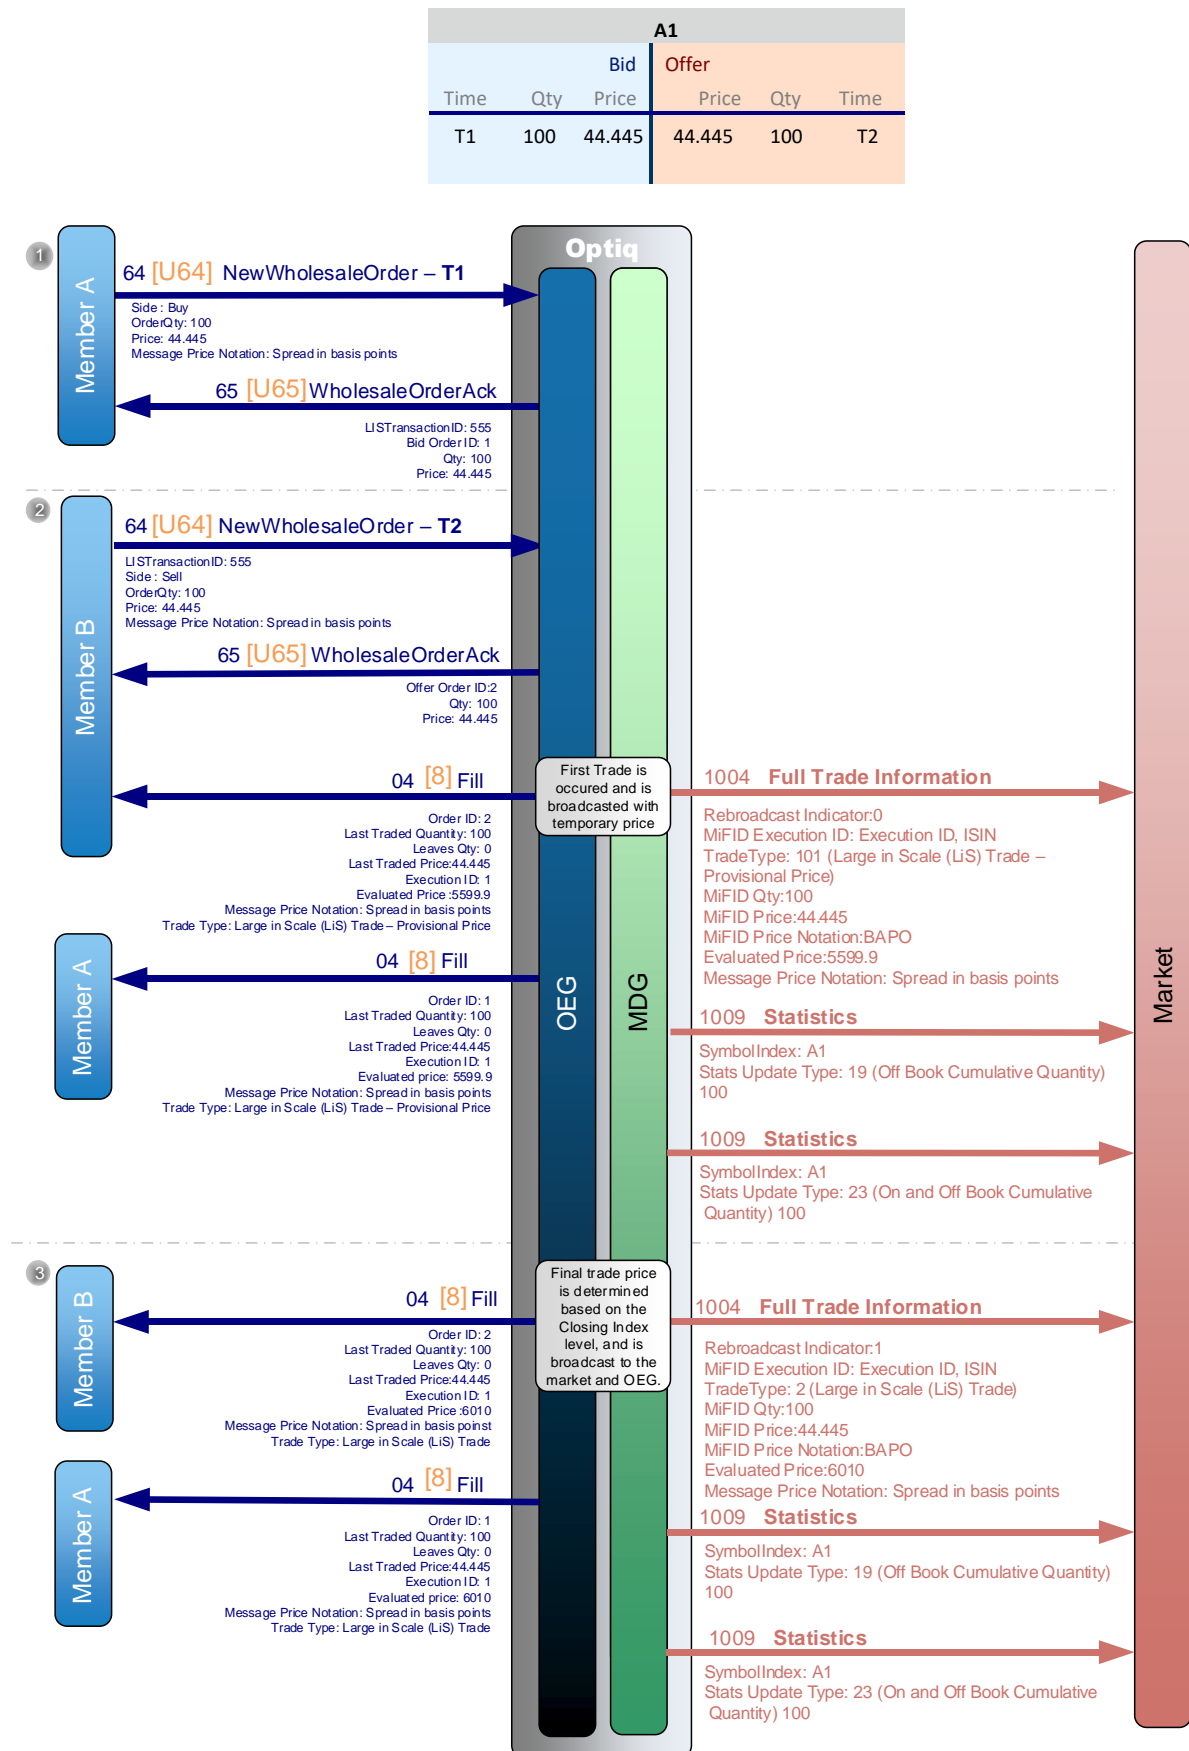 A1
Bid Offer
Time Qty Price Price Qty Time
T1 100 44.445 44.445 100 T2
Optiq
1
Member A
64 [U64] NewWholesaleOrder – T1
Side : Buy
OrderQty: 100
Price: 44.445
Message Price Notation: Spread in basis points
65 [U65] WholesaleOrderAck
LISTransactionID: 555
Bid Order ID: 1
Qty: 100
Price: 44.445
2
Member B
64 [U64] NewWholesaleOrder – T2
LISTransactionID: 555
Side : Sell
OrderQty: 100
Price: 44.445
Message Price Notation: Spread in basis points
65 [U65] WholesaleOrderAck
Offer Order ID:2
Qty: 100
Price: 44.445
04 [8] Fill
Order ID: 2
Last Traded Quantity: 100
Leaves Qty: 0
Last Traded Price:44.445
Execution ID: 1
Evaluated Price :5599.9
Message Price Notation: Spread in basis points
Trade Type: Large in Scale (LiS) Trade – Provisional Price
First Trade is
occured and is
broadcasted with
temporary price
1004 Full Trade Information
Rebroadcast Indicator:0
MiFID Execution ID: Execution ID, ISIN
TradeType: 101 (Large in Scale (LiS) Trade –
Provisional Price)
MiFID Qty:100
MiFID Price:44.445
MiFID Price Notation:BAPO
Evaluated Price:5599.9
Message Price Notation: Spread in basis points
Member A
04 [8] Fill
Order ID: 1
Last Traded Quantity: 100
Leaves Qty: 0
Last Traded Price:44.445
Execution ID: 1
Evaluated price: 5599.9
Message Price Notation: Spread in basis points
Trade Type: Large in Scale (LiS) Trade – Provisional Price
OEG
MDG
Market
1009 Statistics
SymbolIndex: A1
Stats Update Type: 19 (Off Book Cumulative Quantity)
100
1009 Statistics
SymbolIndex: A1
Stats Update Type: 23 (On and Off Book Cumulative
Quantity) 100
3
Member B
04 [8] Fill
Order ID: 2
Last Traded Quantity: 100
Leaves Qty: 0
Last Traded Price:44.445
Execution ID: 1
Evaluated Price :6010
Message Price Notation: Spread in basis poinst
Trade Type: Large in Scale (LiS) Trade
Final trade price
is determined
based on the
Closing Index
level, and is
broadcast to the
market and OEG.
1004 Full Trade Information
Rebroadcast Indicator:1
MiFID Execution ID: Execution ID, ISIN
TradeType: 2 (Large in Scale (LiS) Trade)
MiFID Qty:100
MiFID Price:44.445
MiFID Price Notation:BAPO
Evaluated Price:6010
Message Price Notation: Spread in basis points
Member A
04 [8] Fill
Order ID: 1
Last Traded Quantity: 100
Leaves Qty: 0
Last Traded Price:44.445
Execution ID: 1
Evaluated price: 6010
Message Price Notation: Spread in basis points
Trade Type: Large in Scale (LiS) Trade
1009 Statistics
SymbolIndex: A1
Stats Update Type: 19 (Off Book Cumulative Quantity)
100
1009 Statistics
SymbolIndex: A1
Stats Update Type: 23 (On and Off Book Cumulative
Quantity) 100